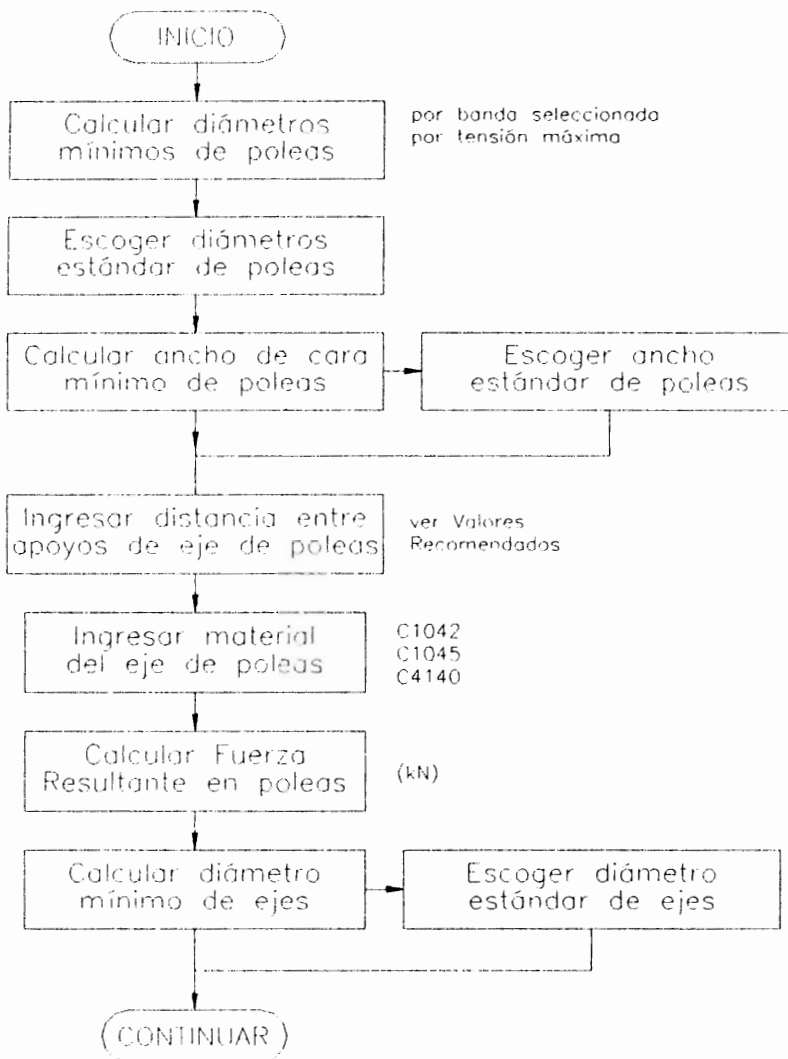 INICIO
Calcular diámetros
mínimos de poleas
por banda seleccionada
por tensión máxima
Escoger diámetros
estándar de poleas
Calcular ancho de cara
mínimo de poleas
Escoger ancho
estándar de poleas
Ingresar distancia entre
apoyos de eje de poleas
ver Valores
Recomendados
Ingresar material
del eje de poleas
C1042
C1045
C4140
Calcular Fuerza
Resultante en poleas
(kN)
Calcular diámetro
mínimo de ejes
Escoger diámetro
estándar de ejes
CONTINUAR